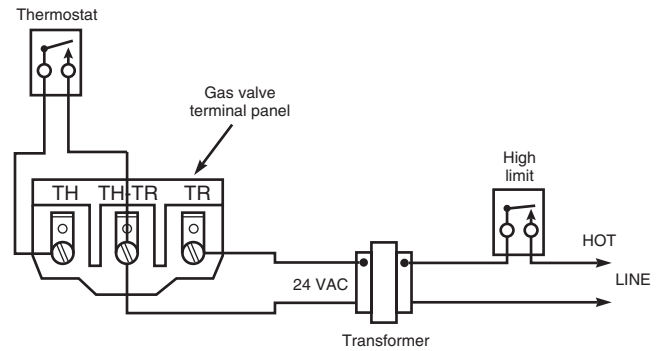 Thermostat
Gas valve
terminal panel
TH TH-TR TR
High
limit
HOT
24 VAC
LINE
Transformer